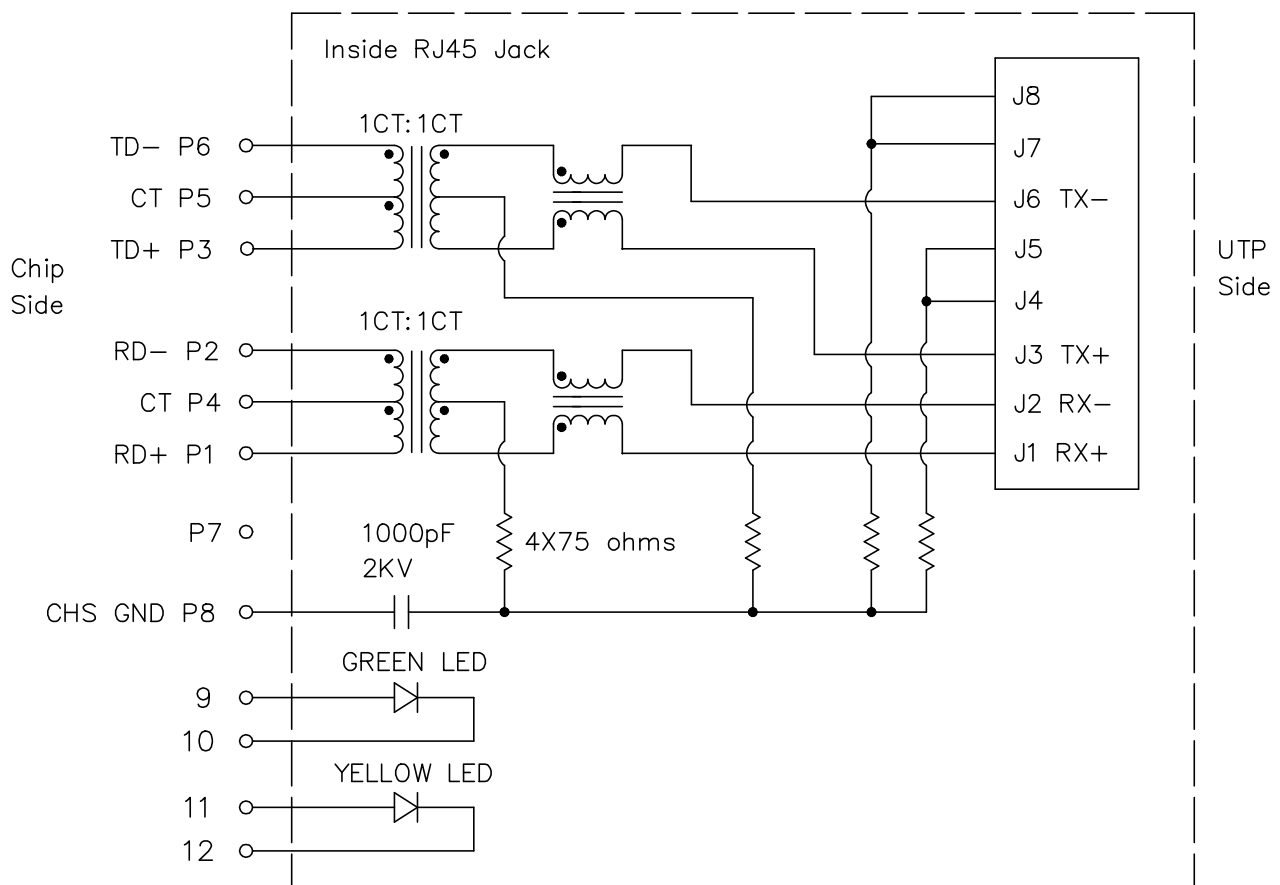 Inside RJ45 Jack
J8
1CT:1CT
TD- P6
J7
CT P5
J6 TX-
TD+ P3
J5
Chip
Side
UTP
Side
J4
1CT:1CT
RD- P2
J3 TX+
CT P4
J2 RX-
RD+ P1
J1 RX+
P7
1000pF
2KV
4X75 ohms
CHS GND P8
GREEN LED
9
10
YELLOW LED
11
12